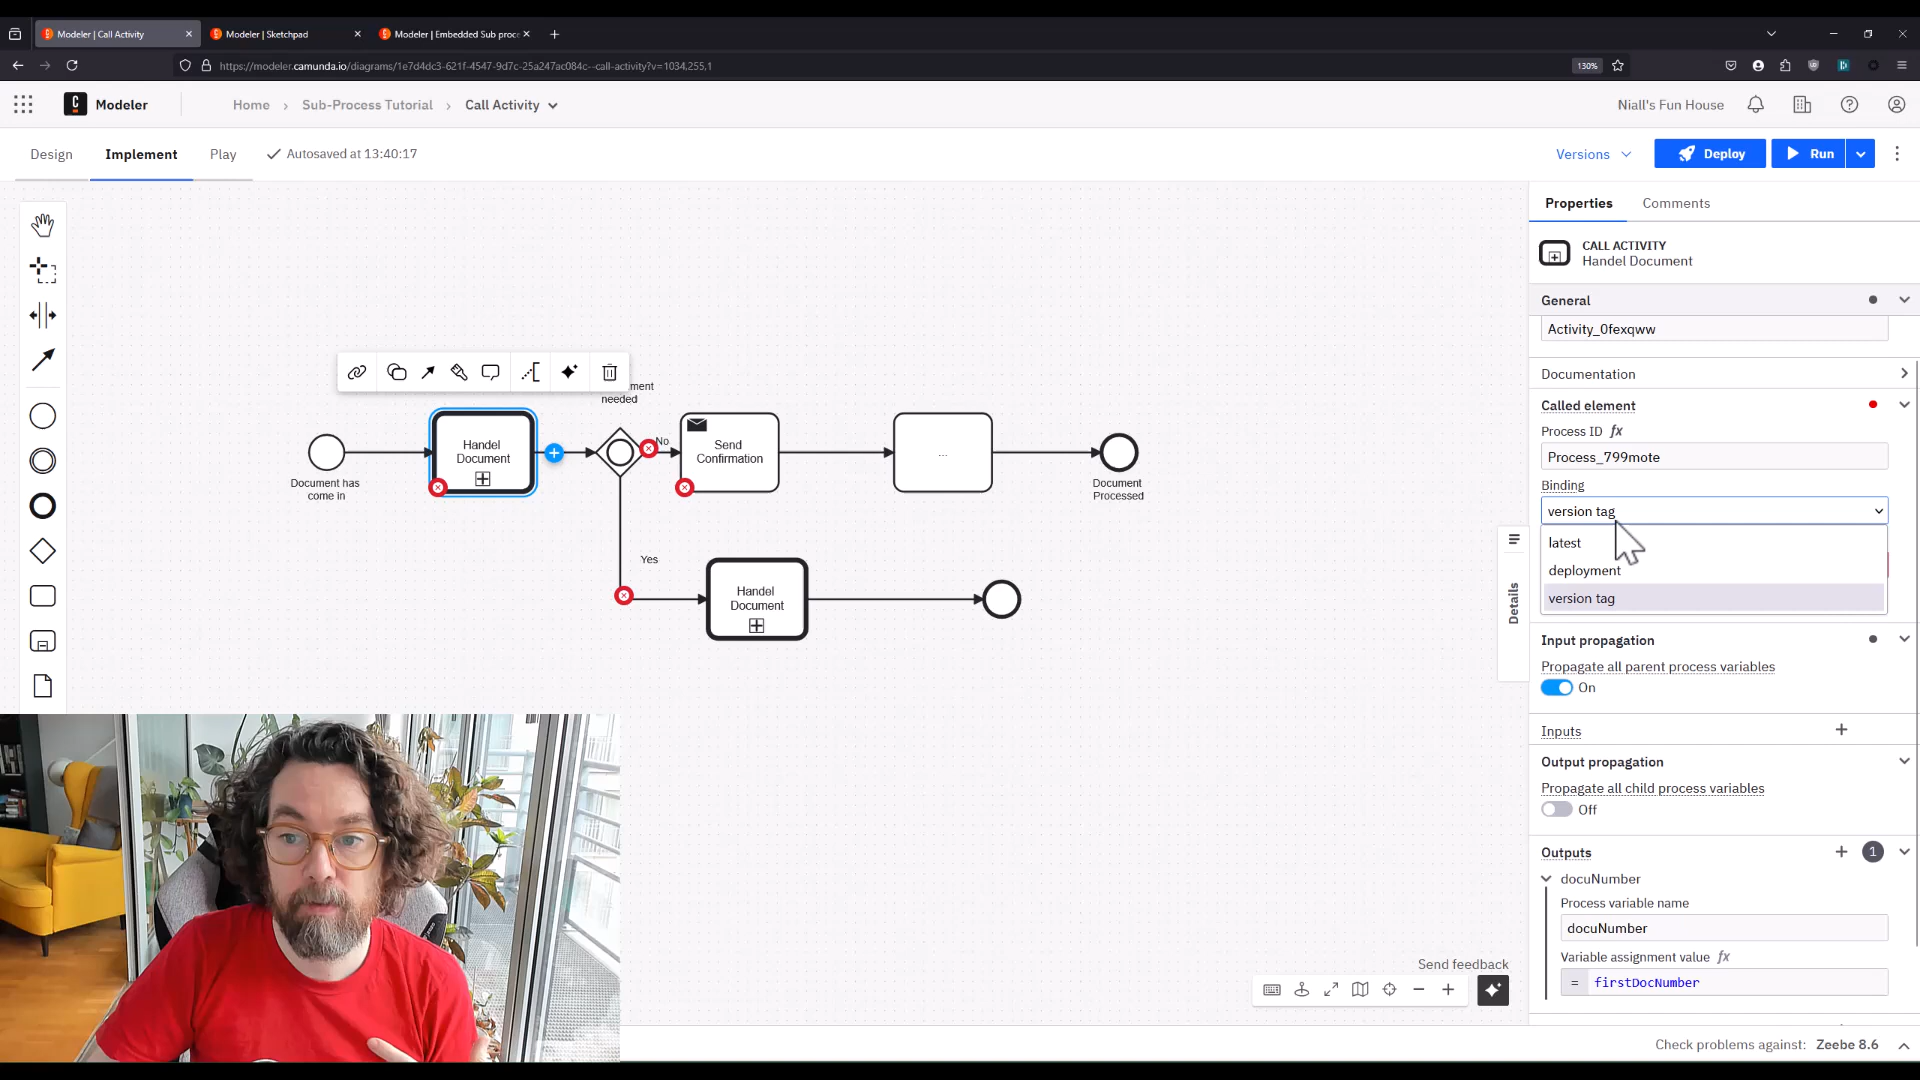 Modeler | Call Activity
Modeler | Sketchpad
Modeler | Embedded Sub proce
https://modeler.camunda.io/diagrams/1e7d4dc3-621f-4547-9d7c-25a247ac084c--call-activity?v=1034,255,1
130%
Modeler
Home
Sub-Process Tutorial
Call Activity
Niall's Fun House
Design
Implement
Play
Autosaved at 13:40:17
Versions
Deploy
Run
Properties
Comments
CALL ACTIVITY
Handel Document
General
Activity_0fexqww
Documentation
Called element
Process ID
Process_799mote
Binding
version tag
latest
deployment
version tag
Input propagation
Propagate all parent process variables
On
Inputs
Output propagation
Propagate all child process variables
Off
Outputs
1
docuNumber
Process variable name
docuNumber
Variable assignment value
= firstDocNumber
Details
ment
needed
Handel
Document
No
Send
Confirmation
...
Document has
come in
Document
Processed
Yes
Handel
Document
Send feedback
Check problems against: Zeebe 8.6